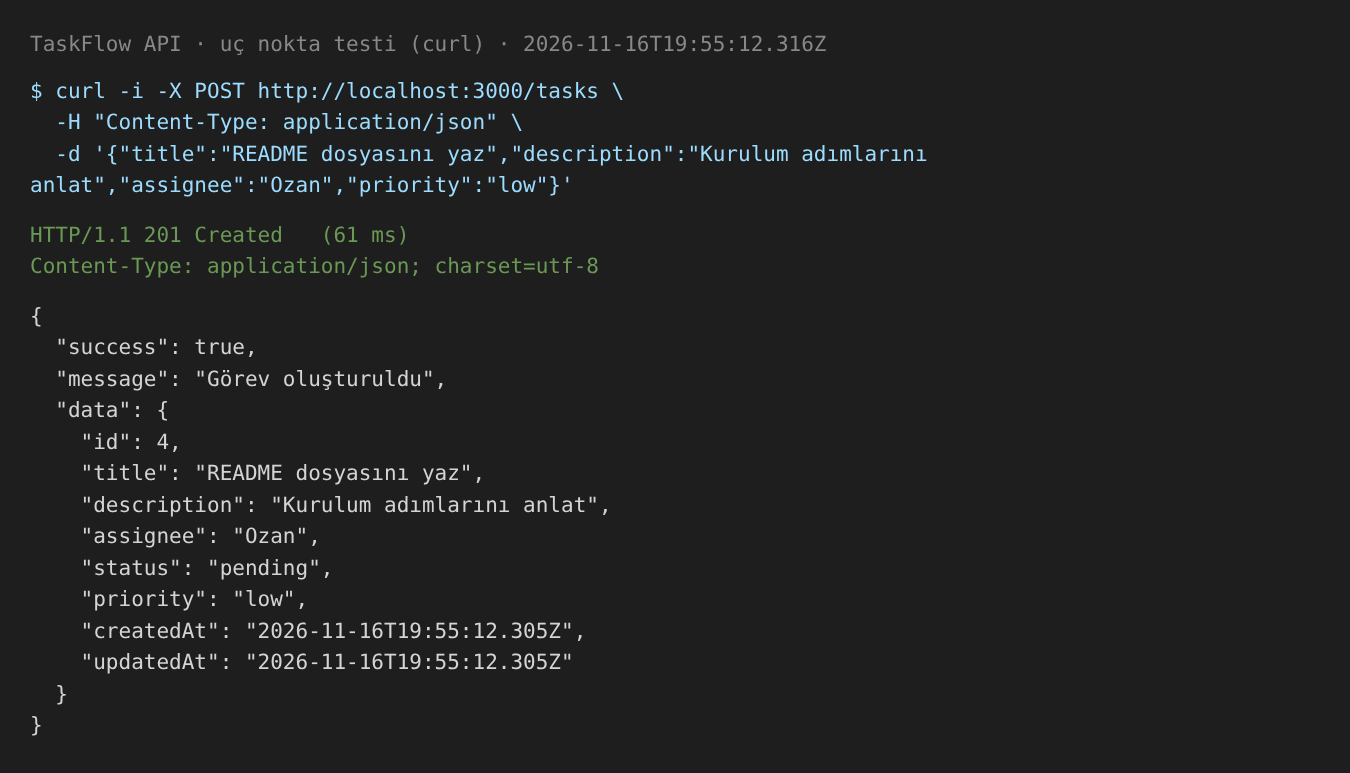 TaskFlow API · uç nokta testi (curl) · 2026-11-16T19:55:12.316Z
$ curl -i -X POST http://localhost:3000/tasks \
  -H "Content-Type: application/json" \
  -d '{"title":"README dosyasını yaz","description":"Kurulum adımlarını
anlat","assignee":"Ozan","priority":"low"}'
HTTP/1.1 201 Created   (61 ms)
Content-Type: application/json; charset=utf-8
{
  "success": true,
  "message": "Görev oluşturuldu",
  "data": {
    "id": 4,
    "title": "README dosyasını yaz",
    "description": "Kurulum adımlarını anlat",
    "assignee": "Ozan",
    "status": "pending",
    "priority": "low",
    "createdAt": "2026-11-16T19:55:12.305Z",
    "updatedAt": "2026-11-16T19:55:12.305Z"
  }
}